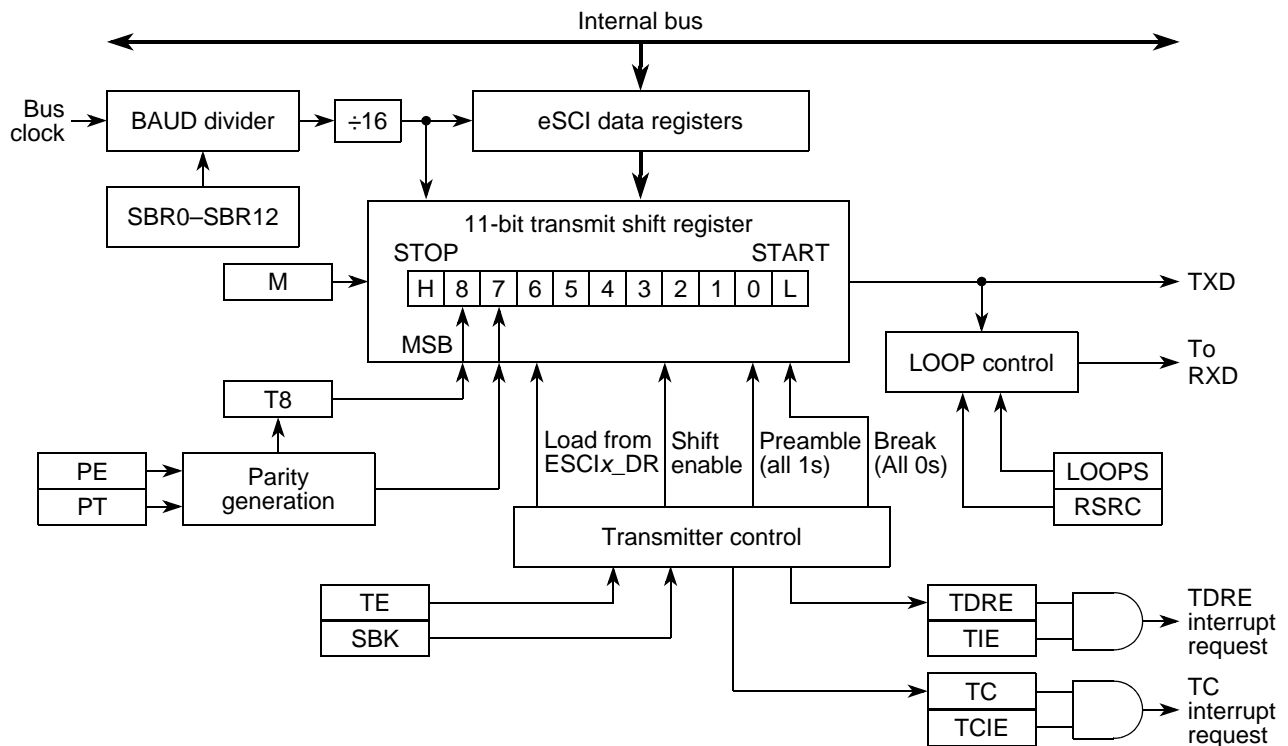 Internal bus
Bus
clock
BAUD divider
÷16
eSCI data registers
SBR0–SBR12
11-bit transmit shift register
STOP
START
M
H 8 7 6 5 4 3 2 1 0 L
TXD
MSB
LOOP control
To
RXD
T8
Load from
ESCIx_DR
Shift
enable
Preamble
(all 1s)
Break
(All 0s)
PE
PT
Parity
generation
LOOPS
RSRC
Transmitter control
TE
SBK
TDRE
TIE
TDRE
interrupt
request
TC
TCIE
TC
interrupt
request